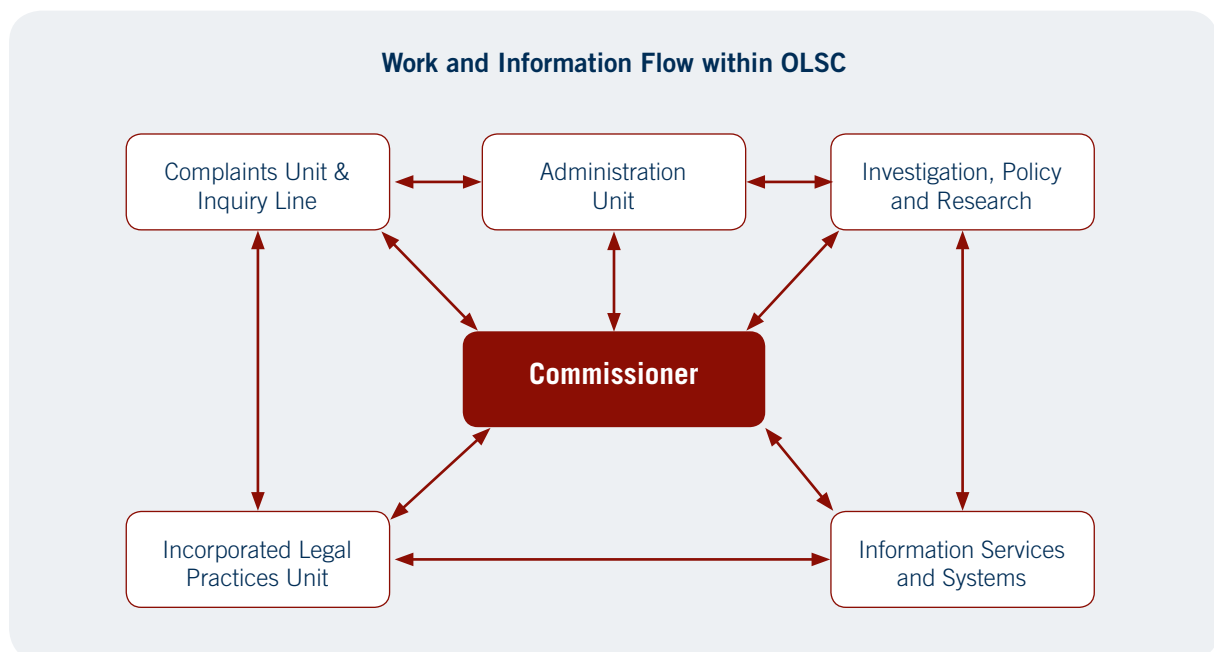 Work and Information Flow within OLSC
Complaints Unit &
Inquiry Line
Administration
Unit
Investigation, Policy
and Research
Commissioner
Incorporated Legal
Practices Unit
Information Services
and Systems